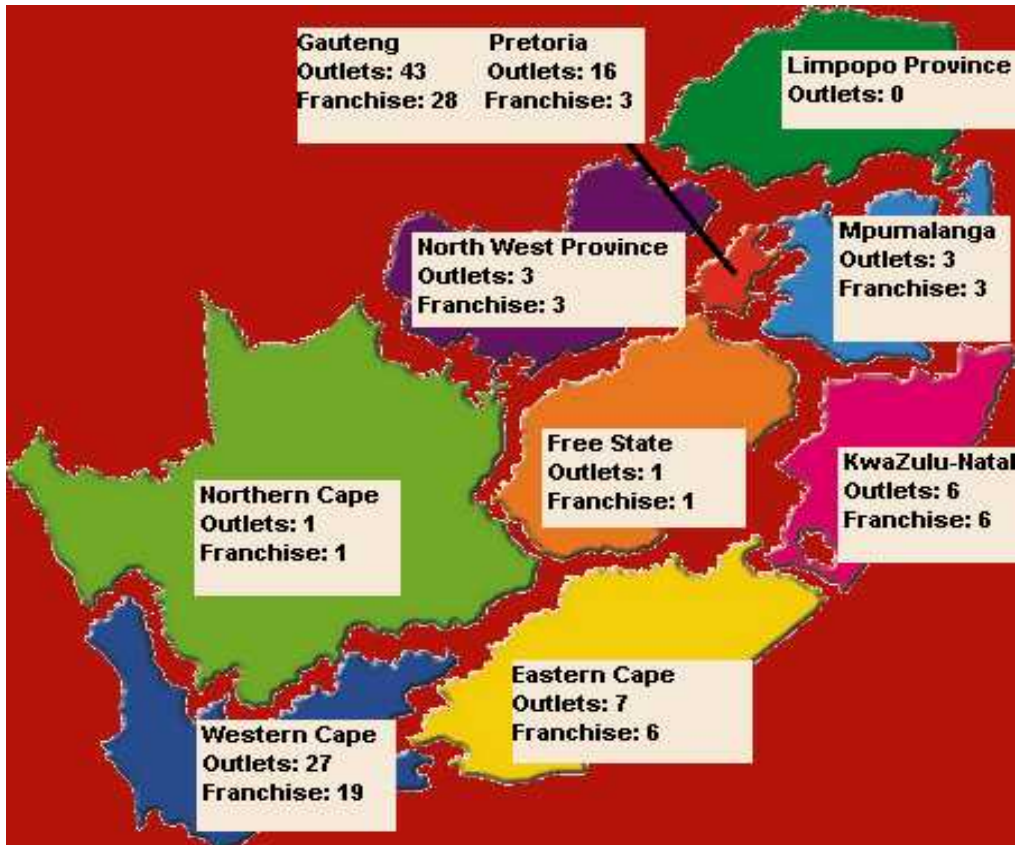 Gauteng Pretoria
Outlets: 43 Outlets: 16
Franchise: 28 Franchise: 3
Limpopo Province
Outlets: 0
North West Province
Outlets: 3
Franchise: 3
Mpumalanga
Outlets: 3
Franchise: 3
Free State
Outlets: 1
Franchise: 1
KwaZulu-Natal
Outlets: 6
Franchise: 6
Northern Cape
Outlets: 1
Franchise: 1
Eastern Cape
Outlets: 7
Franchise: 6
Western Cape
Outlets: 27
Franchise: 19